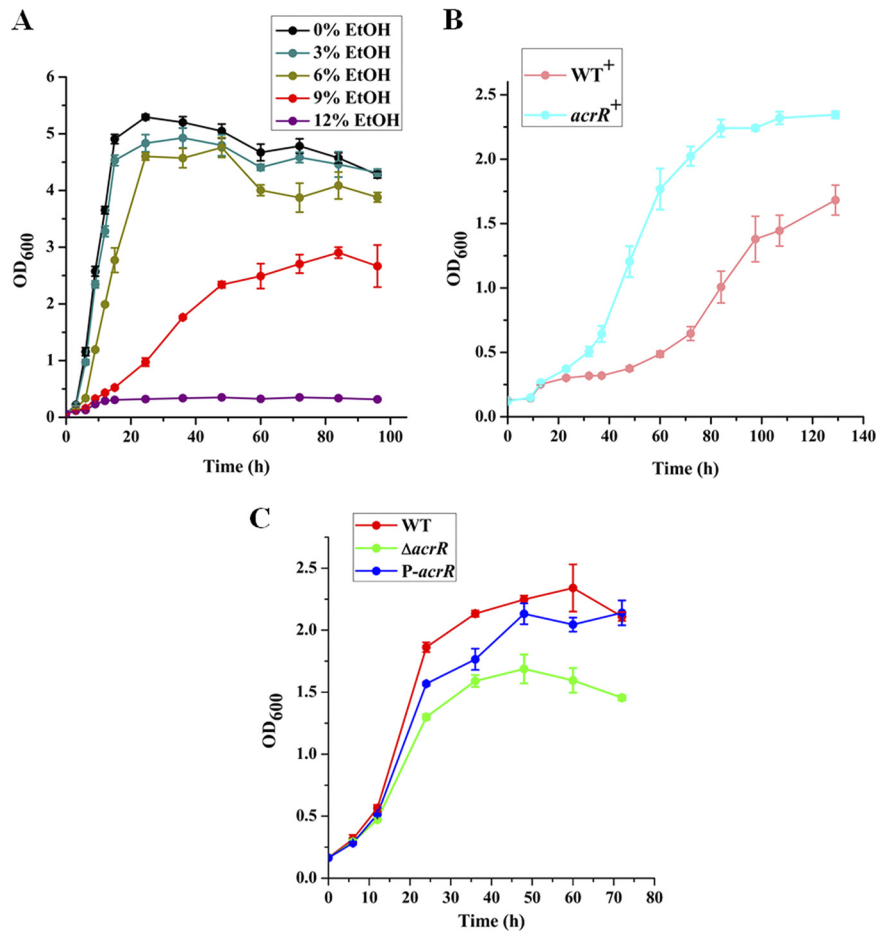 A
0% EtOH
3% EtOH
6% EtOH
9% EtOH
12% EtOH
6
5
4
3
2
1
0
OD600
0 20 40 60 80 100
Time (h)
B
WT+
acrR+
2.5
2.0
1.5
1.0
0.5
0.0
OD600
0 20 40 60 80 100 120 140
Time (h)
C
WT
ΔacrR
P-acrR
2.5
2.0
1.5
1.0
0.5
0.0
OD600
0 10 20 30 40 50 60 70 80
Time (h)